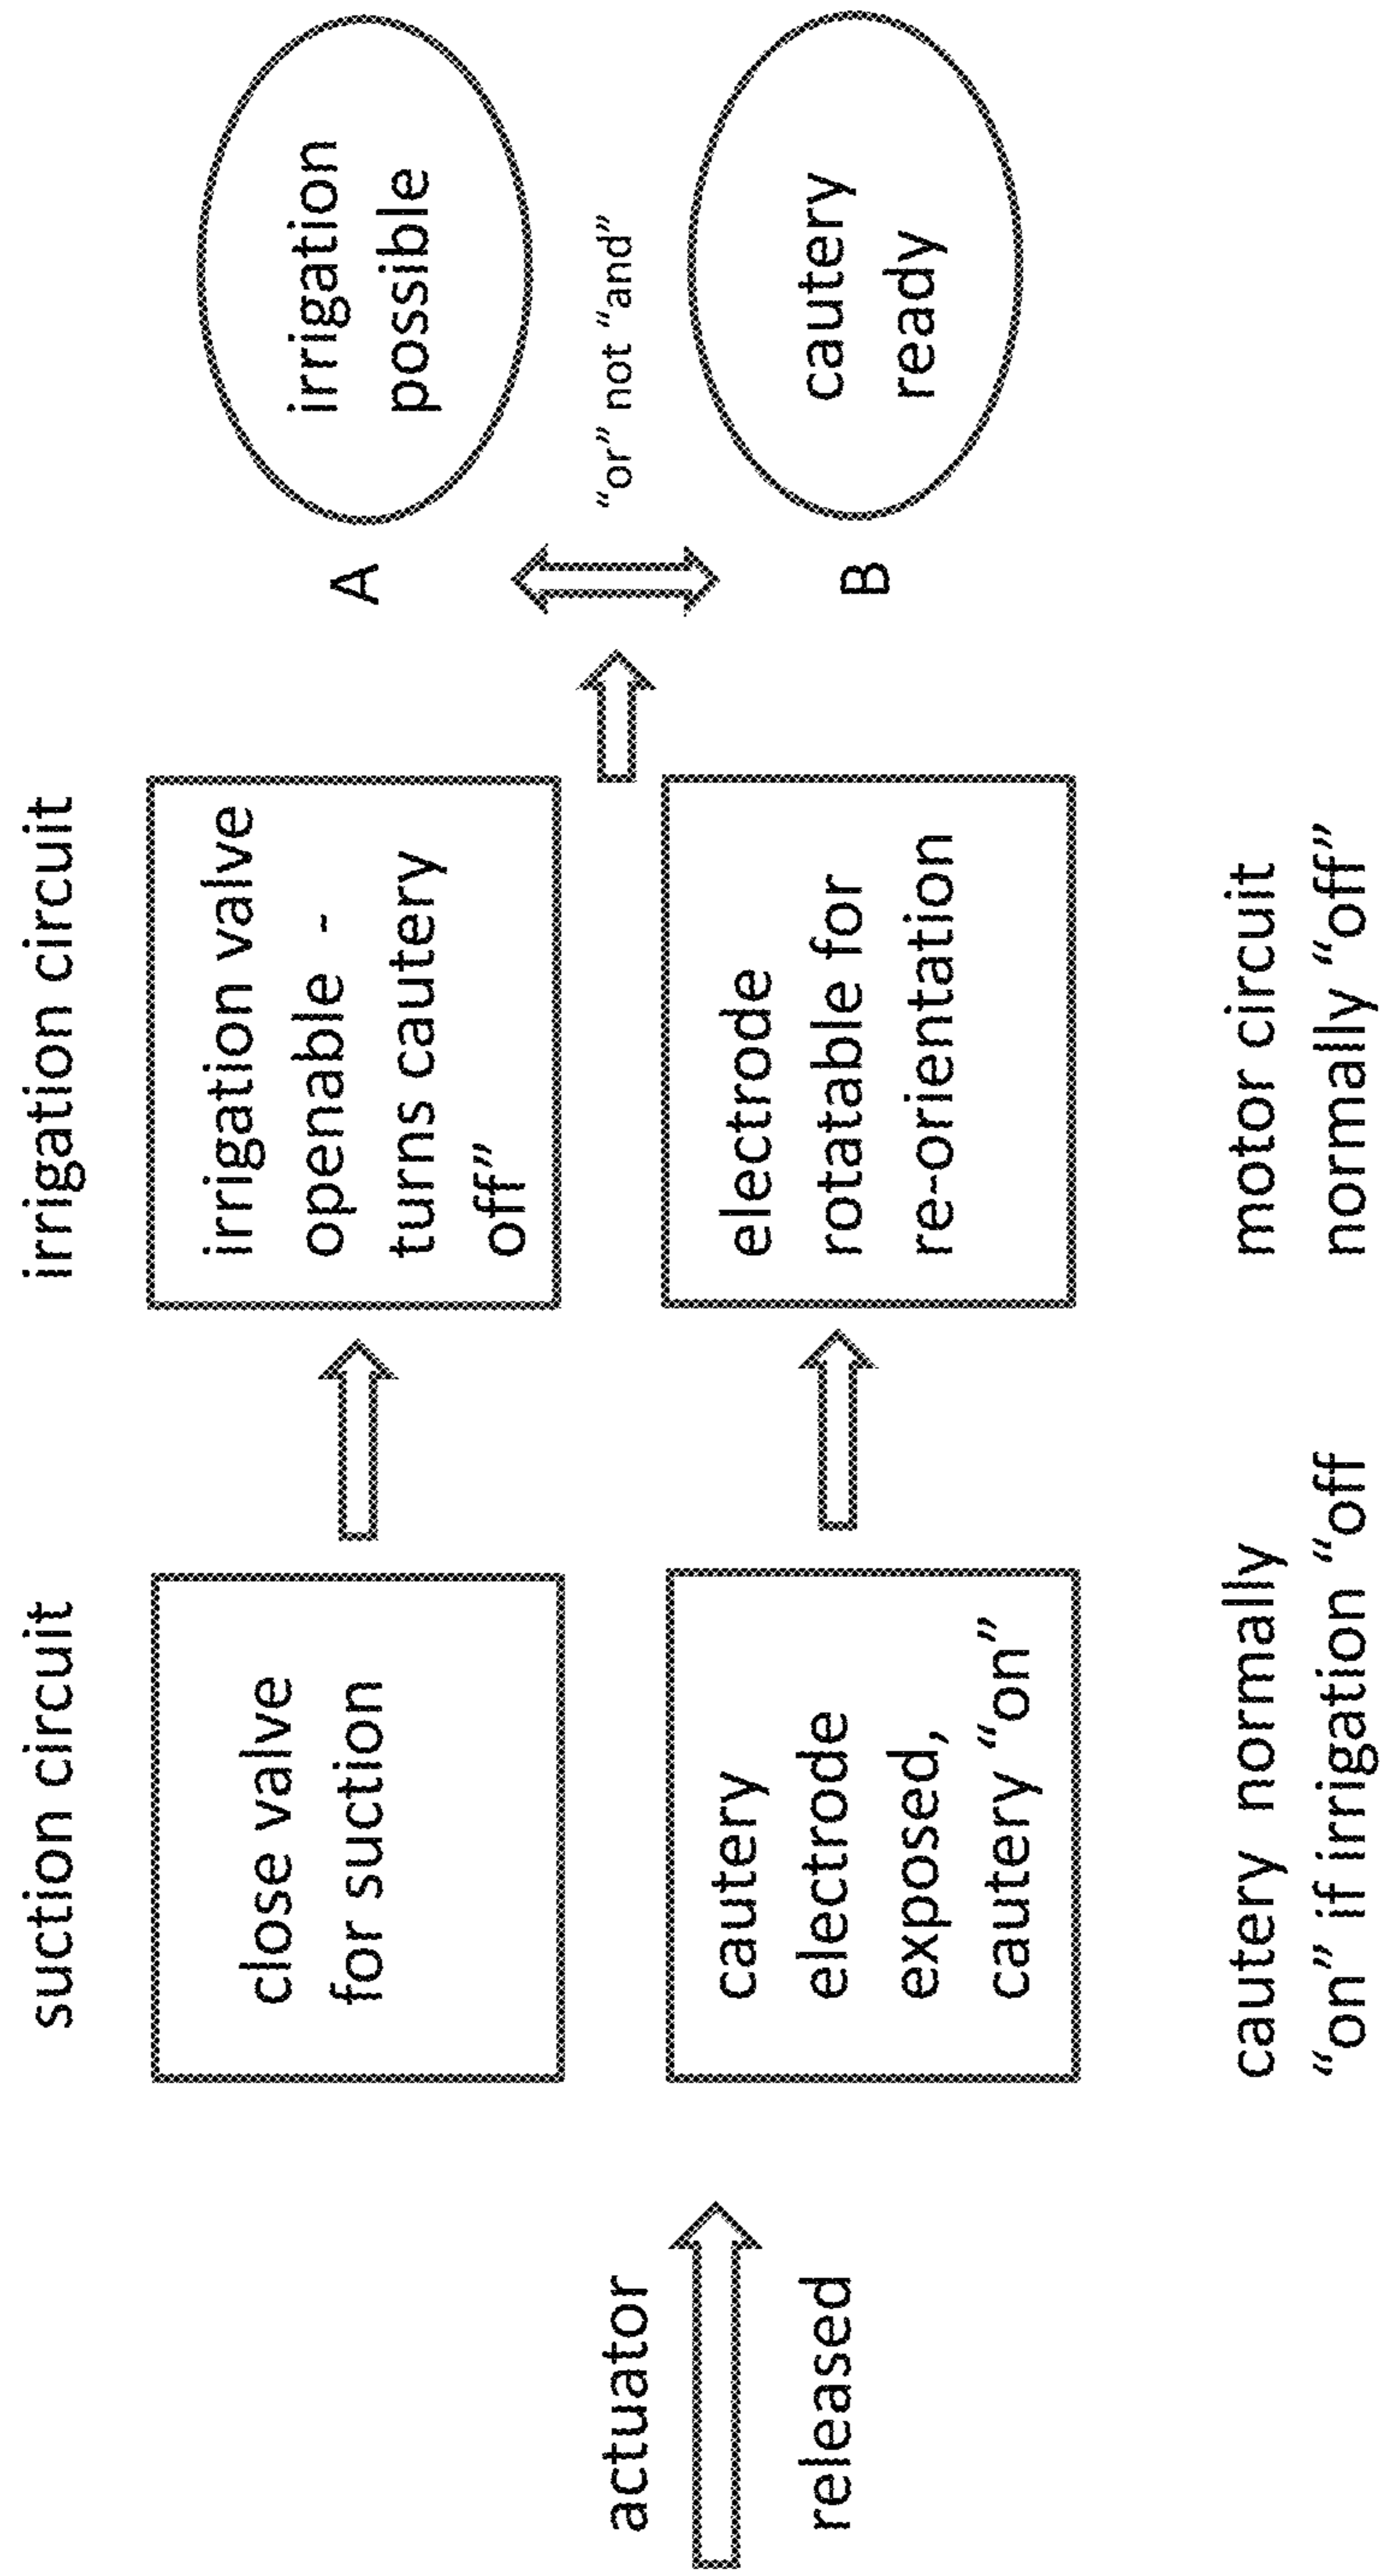 actuator
released
suction circuit
close valve
for suction
cautery
electrode
exposed,
cautery “on”
cautery normally
“on” if irrigation “off
irrigation circuit
irrigation valve
openable -
turns cautery
off”
electrode
rotatable for
re-orientation
motor circuit
normally “off”
A
irrigation
possible
“or” not “and”
B
cautery
ready